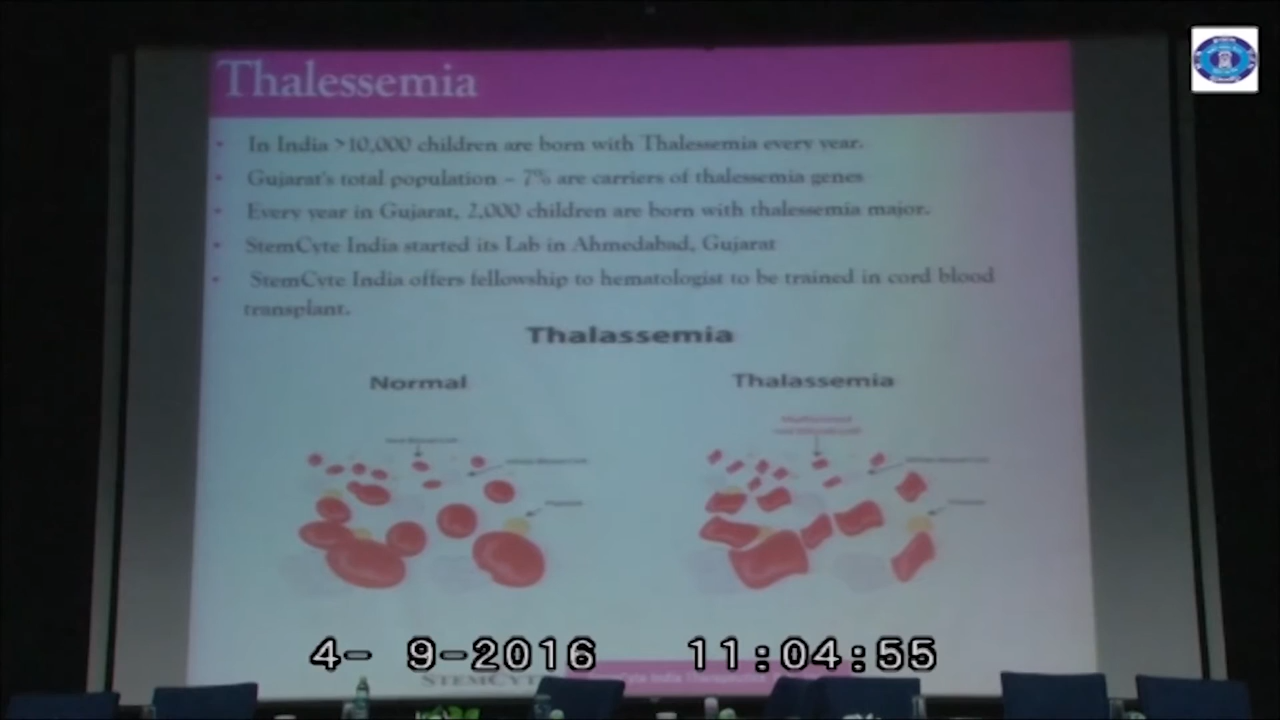 Thalessemia
• In India >10,000 children are born with Thalessemia every year.
• Gujarat's total population – 7% are carriers of thalessemia genes
• Every year in Gujarat, 2,000 children are born with thalessemia major.
• StemCyte India started its Lab in Ahmedabad, Gujarat
• StemCyte India offers fellowship to hematologist to be trained in cord blood
transplant.
Thalassemia
Normal
Thalassemia
4- 9-2016 11:04:55
STEMCYT
India Therapeutics